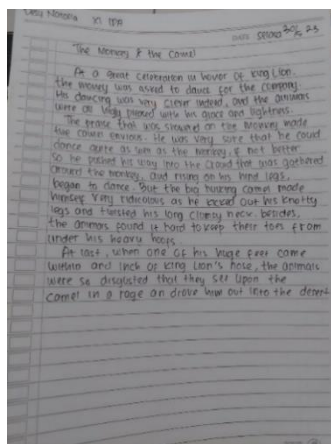 XI IPA
The Monkey & the Camel
At a great celebration in honor of King Lion,
the monkey was asked to dance for the company.
His dancing was very clever indeed, and the animals
were all highly pleased with his grace and lightness.
The praise that was showered on the Monkey made
the camel envious. He was very sure that he could
dance quite as well as the Monkey, if not better
so he pushed his way into the crowd that was gathered
around the monkey, and rising on his hind legs,
began to dance. But the big hulking camel made
himself very ridiculous as he kicked out his knotty
legs and twisted his long clumsy neck. besides,
the animals found it hard to keep their toes from
under his heavy hoofs.
At last, when one of his huge feet came
within and inch of King Lion's nose, the animals
were so disgusted that they set upon the
camel in a rage an drove him out into the desert